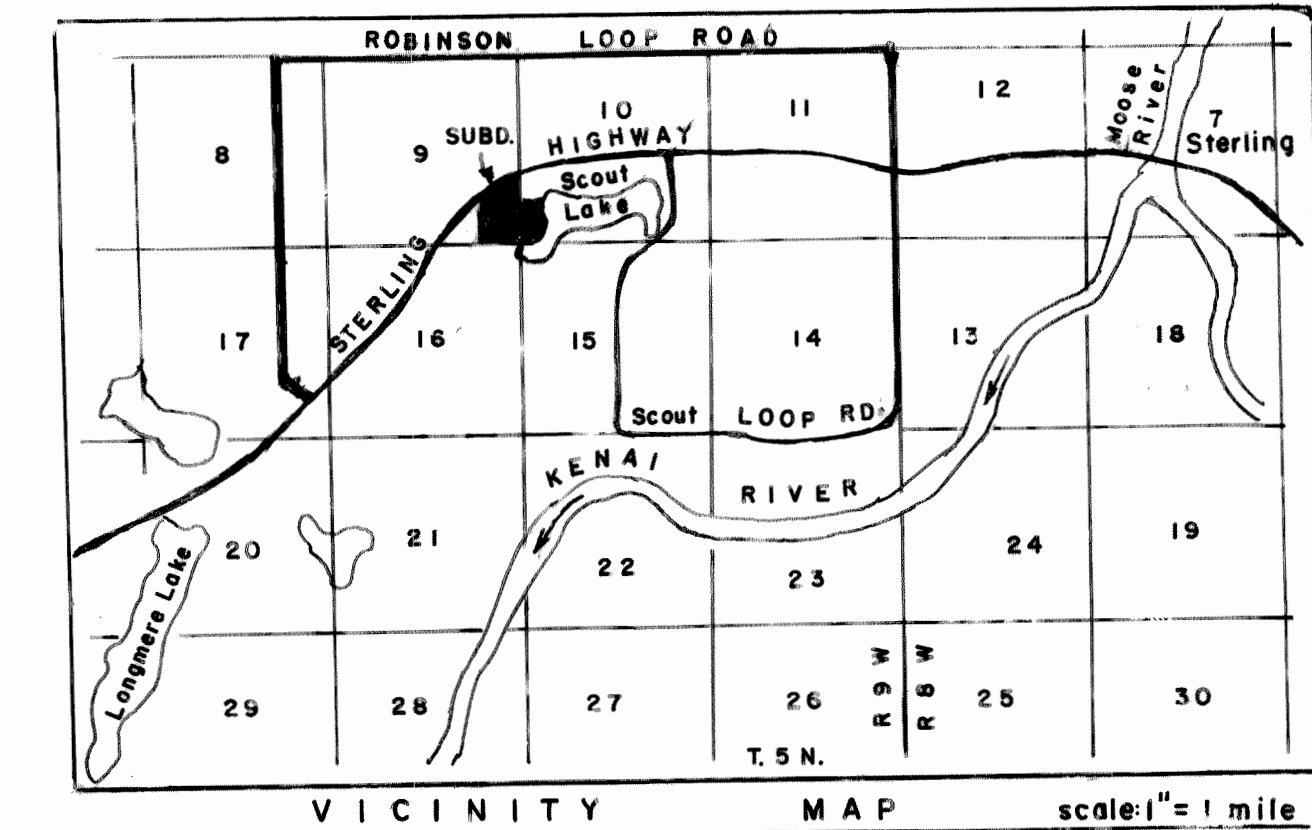 ROBINSON LOOP ROAD
8
9
10
11
12
7
Sterling
Moose
River
SUBD.
HIGHWAY
Scout
Lake
STERLING
17
16
15
14
13
18
Scout LOOP RD.
KENAI RIVER
20
21
22
23
24
19
Longmere Lake
29
28
27
26
R 9 W
R 8 W
25
30
T. 5 N.
VICINITY MAP
scale: 1" = 1 mile